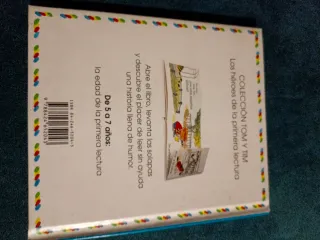 COLECCIÓN TOM Y TIM
Los héroes de la primera lectura
Abre el libro, levanta las solapas
y descubre el placer de leer sin ayuda
una historia llena de humor.
De 5 a 7 años:
la edad de la primera lectura